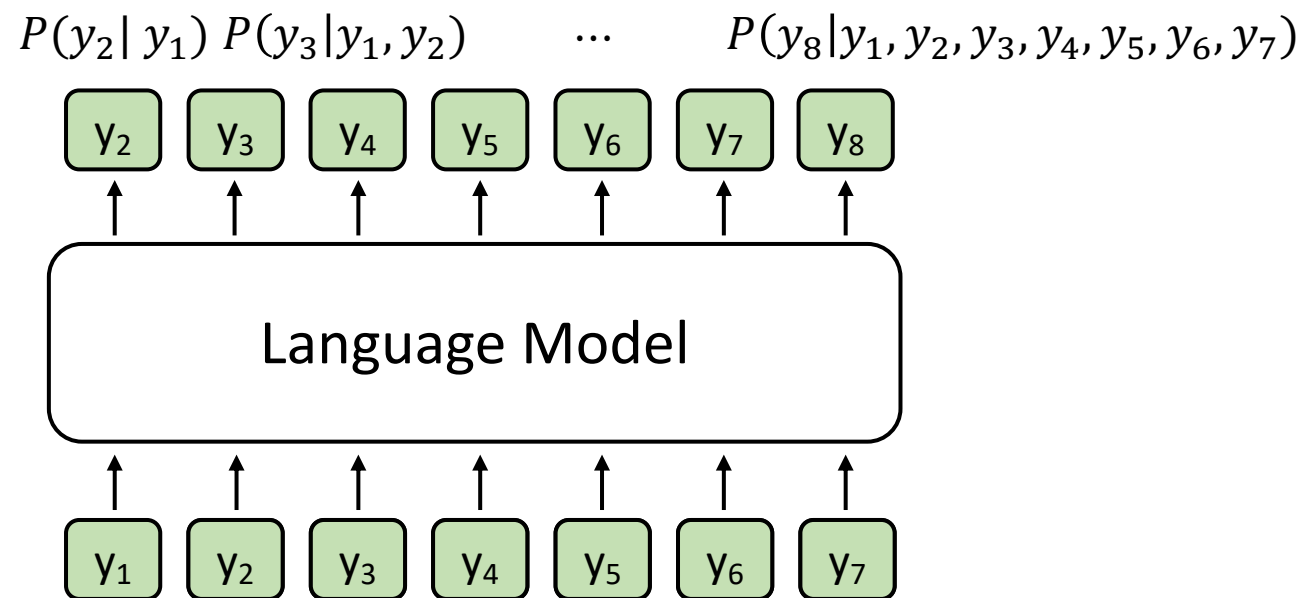 P(y₂| y₁) P(y₃|y₁, y₂) ⋯ P(y₈|y₁, y₂, y₃, y₄, y₅, y₆, y₇)
y₂ y₃ y₄ y₅ y₆ y₇ y₈
Language Model
y₁ y₂ y₃ y₄ y₅ y₆ y₇